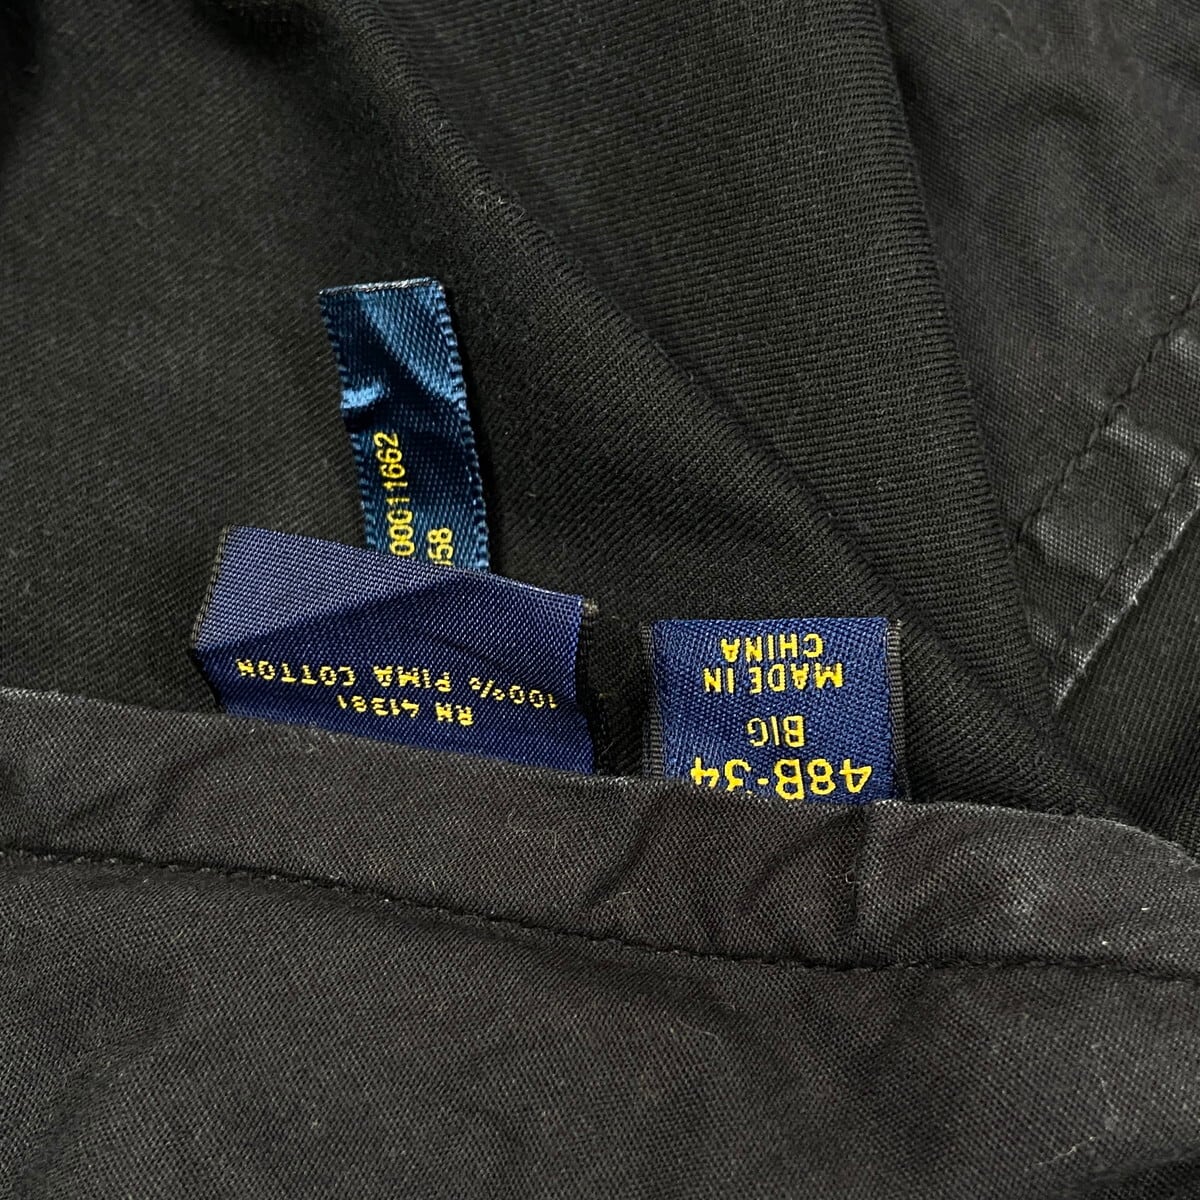 00011662
58
RN 41381
100% PIMA COTTON
48B-34
BIG
MADE IN
CHINA